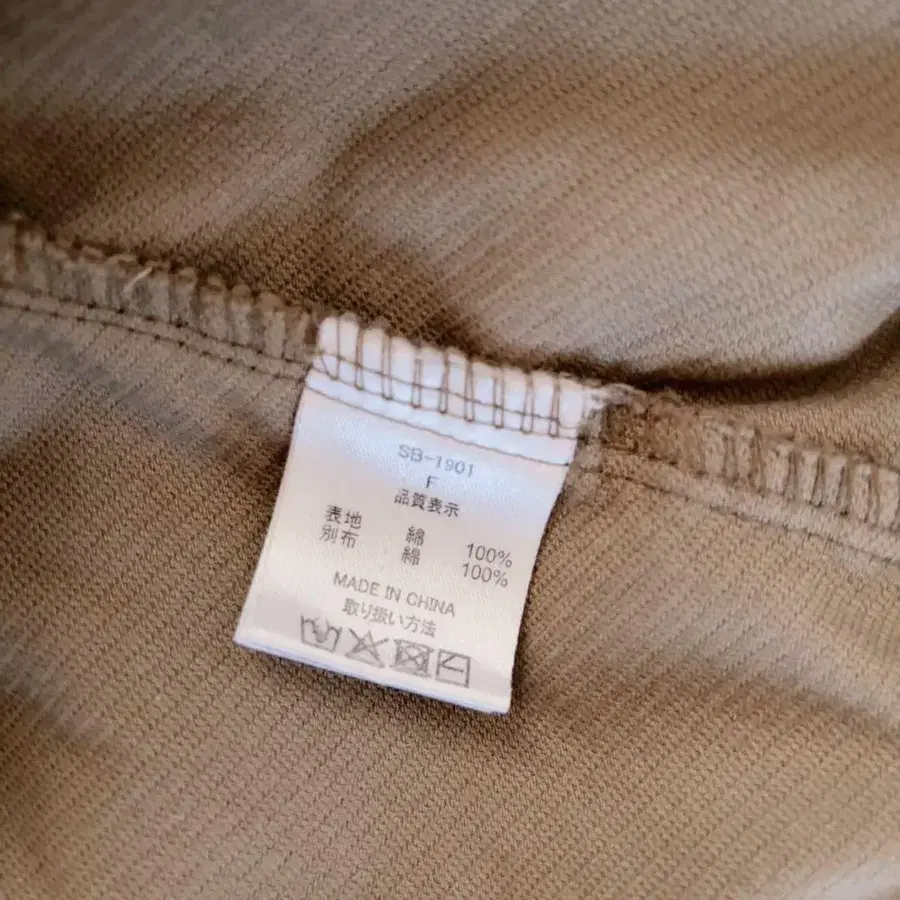 SB-1901
F
品質表示
表地 綿 100%
別布 綿 100%
MADE IN CHINA
取り扱い方法